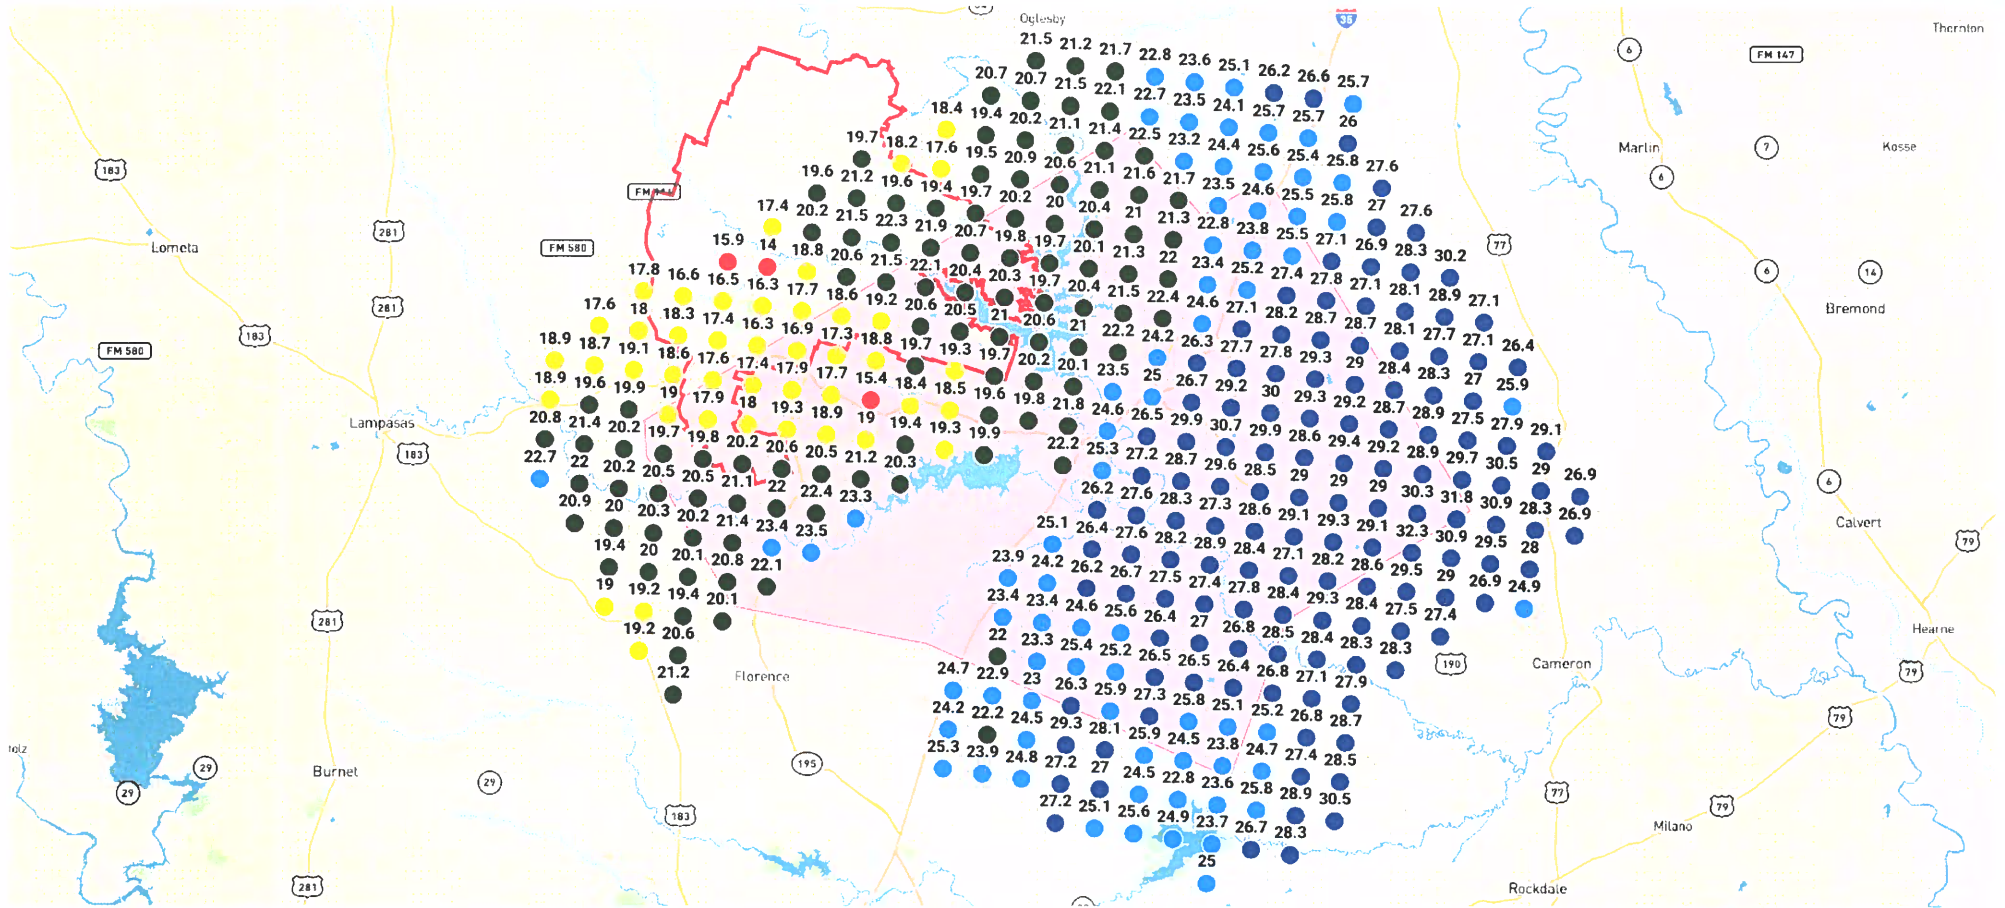 Oglesby
35
Thornton
6
FM 147
21.5 21.2 21.7 22.8 23.6 25.1 26.2 26.6 25.7
20.7 20.7 21.5 22.1 22.7 23.5 24.1 25.7 25.7 26
18.4 19.4 20.2 21.1 21.4 22.5 23.2 24.4 25.6 25.4 25.8 27.6
Marlin
7
Kosse
6
183
19.7 18.2 17.6 19.5 20.9 20.6 21.1 21.6 21.7 23.5 24.6 25.5 25.8 27 27.6
19.6 21.2 19.6 19.4 19.7 20.2 20 20.4 21 21.3 22.8 23.8 25.5 27.1 26.9 28.3 30.2
281
Lometa
FM 580
77
17.4 20.2 21.5 22.3 21.9 20.7 19.8 19.7 20.1 21.3 22 23.4 25.2 27.4 27.8 27.1 28.1 28.9 27.1
15.9 14 18.8 20.6 21.5 22.1 20.4 20.3 19.7 20.4 21.5 22.4 24.6 27.1 28.2 28.7 28.7 28.1 27.7 27.1 26.4
6
14
Bremond
281
183
FM 580
17.8 16.6 16.5 16.3 17.7 18.6 19.2 20.6 20.5 21 20.6 21 22.2 24.2 26.3 27.7 27.8 29.3 29 28.4 28.3 27 25.9
17.6 18 18.3 17.4 16.3 16.9 17.3 18.8 19.7 19.3 19.7 20.2 20.1 23.5 25 26.7 29.2 30 29.3 29.2 28.7 28.9 27.5 27.9 29.1
18.9 18.7 19.1 18.6 17.6 17.4 17.9 17.7 15.4 18.4 18.5 19.6 19.8 21.8 24.6 26.5 29.9 30.7 29.9 28.6 29.4 29.2 28.9 29.7 30.5 29 26.9
18.9 19.6 19.9 19 17.9 18 19.3 18.9 19 19.4 19.3 19.9 22.2 25.3 27.2 28.7 29.6 28.5 29 29 29 30.3 31.8 30.9 28.3 26.9
Lampasas
183
6
Calvert
79
20.8 21.4 20.2 19.7 19.8 20.2 20.6 20.5 21.2 20.3 26.2 27.6 28.3 27.3 28.6 29.1 29.3 29.1 32.3 30.9 29.5 28
22.7 22 20.2 20.5 20.5 21.1 22 22.4 23.3 25.1 26.4 27.6 28.2 28.9 28.4 27.1 28.2 28.6 29.5 29 26.9 24.9
20.9 20 20.3 20.2 21.4 23.4 23.5 23.9 24.2 26.2 26.7 27.5 27.4 27.8 28.4 29.3 28.4 27.5 27.4
19.4 20 20.1 20.8 22.1 23.4 23.4 24.6 25.6 26.4 27 26.8 28.5 28.4 28.3 28.3
281
Hearne
190
Cameron
79
19 19.2 19.4 20.1 22 23.3 25.4 25.2 26.5 26.5 26.4 26.8 27.1 27.9
19.2 20.6 24.7 22.9 23 26.3 25.9 27.3 25.8 25.1 25.2 26.8 28.7
Florence
79
21.2 24.2 22.2 24.5 29.3 28.1 25.9 24.5 23.8 24.7 27.4 28.5
25.3 23.9 24.8 27.2 27 24.5 22.8 23.6 25.8 28.9 30.5
29
Burnet
29
195
29
77
79
183
Milano
27.2 25.1 25.6 24.9 23.7 26.7 28.3
25
281
Rockdale